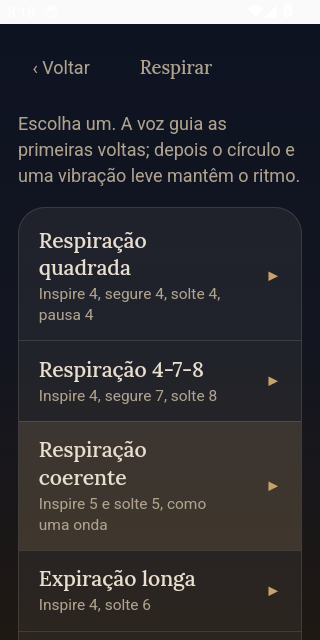 ‹ Voltar
Respirar
Escolha um. A voz guia as
primeiras voltas; depois o círculo e
uma vibração leve mantêm o ritmo.
Respiração
quadrada
Inspire 4, segure 4, solte 4,
pausa 4
Respiração 4-7-8
Inspire 4, segure 7, solte 8
Respiração
coerente
Inspire 5 e solte 5, como
uma onda
Expiração longa
Inspire 4, solte 6